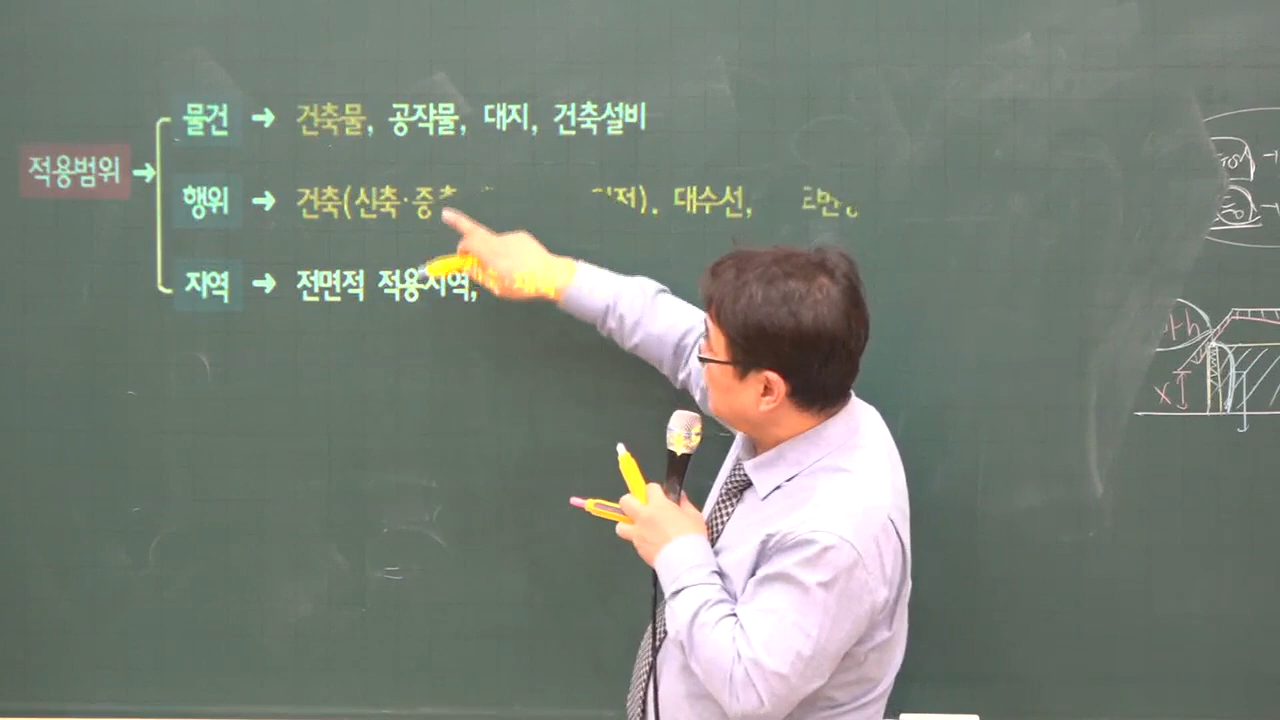 물건 → 건축물, 공작물, 대지, 건축설비
적용범위 →
행위 → 건축(신축·증축 이전), 대수선,
지역 → 전면적 적용지역,
X